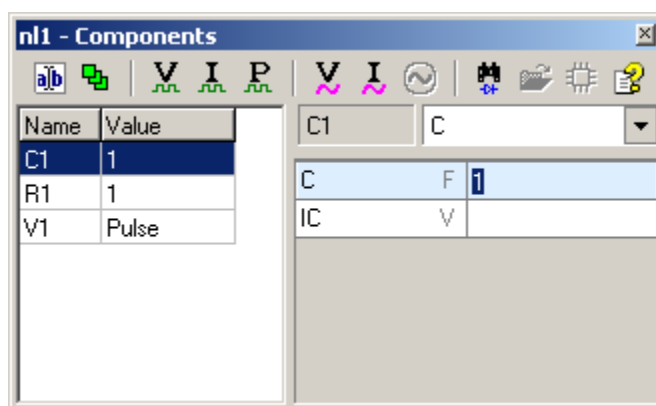 nl1 - Components
a b V I P V I
Name Value C1 C
C1 1 C F 1
R1 1 IC V
V1 Pulse